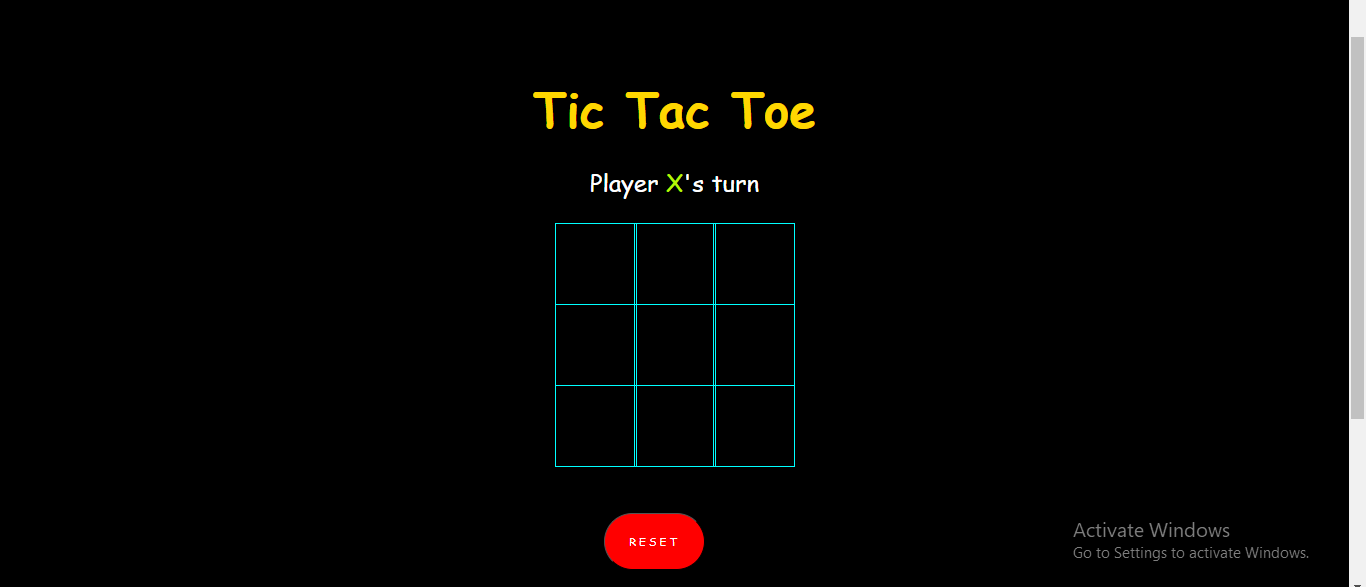 Tic Tac Toe
Player X's turn
RESET
Activate Windows
Go to Settings to activate Windows.